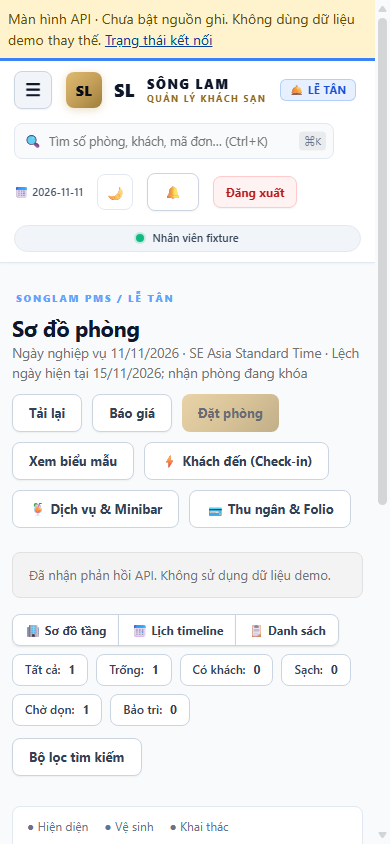 Màn hình API · Chưa bật nguồn ghi. Không dùng dữ liệu
demo thay thế. Trạng thái kết nối
☰ SL SL SÔNG LAM
QUẢN LÝ KHÁCH SẠN
🛎️ LỄ TÂN
🔍 Tìm số phòng, khách, mã đơn... (Ctrl+K) ⌘K
📅 2026-11-11 🌙 🔔 Đăng xuất
Nhân viên fixture
SONGLAM PMS / LỄ TÂN
Sơ đồ phòng
Ngày nghiệp vụ 11/11/2026 · SE Asia Standard Time · Lệch
ngày hiện tại 15/11/2026; nhận phòng đang khóa
Tải lại Báo giá Đặt phòng
Xem biểu mẫu ⚡ Khách đến (Check-in)
🍹 Dịch vụ & Minibar 💳 Thu ngân & Folio
Đã nhận phản hồi API. Không sử dụng dữ liệu demo.
🏢 Sơ đồ tầng 📅 Lịch timeline 📋 Danh sách
Tất cả: 1 Trống: 1 Có khách: 0 Sạch: 0
Chờ dọn: 1 Bảo trì: 0
Bộ lọc tìm kiếm
● Hiện diện ● Vệ sinh ● Khai thác